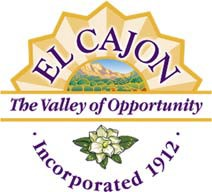 EL CAJON
The Valley of Opportunity
· Incorporated 1912 ·